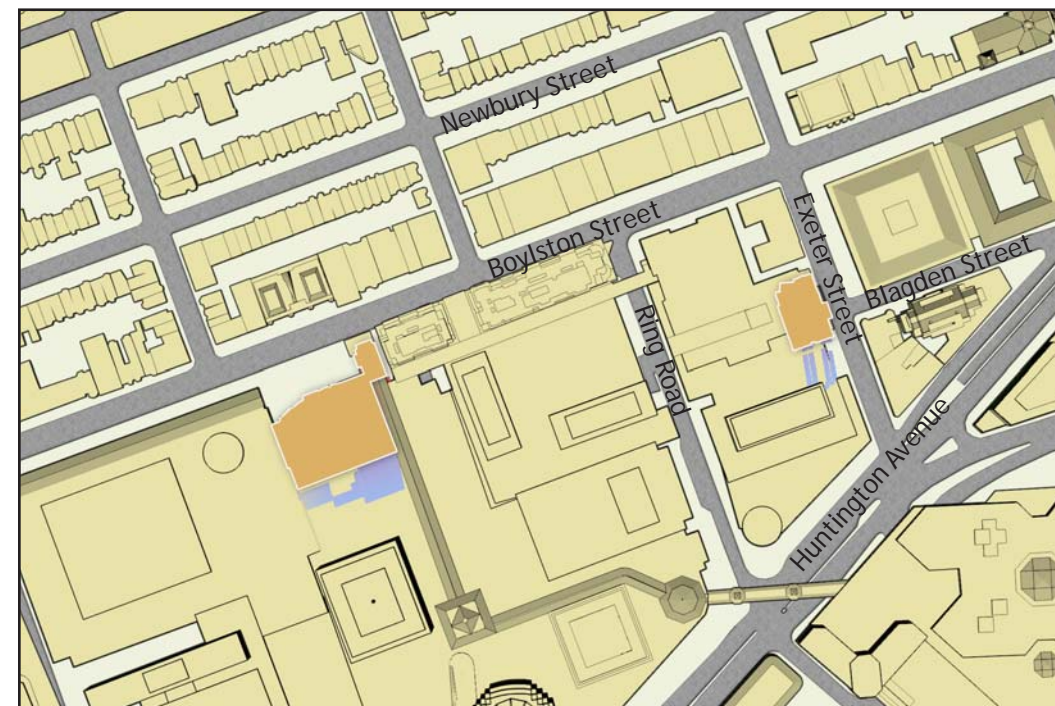 Newbury Street
Boylston Street
Exeter Street
Blagden Street
Ring Road
Huntington Avenue